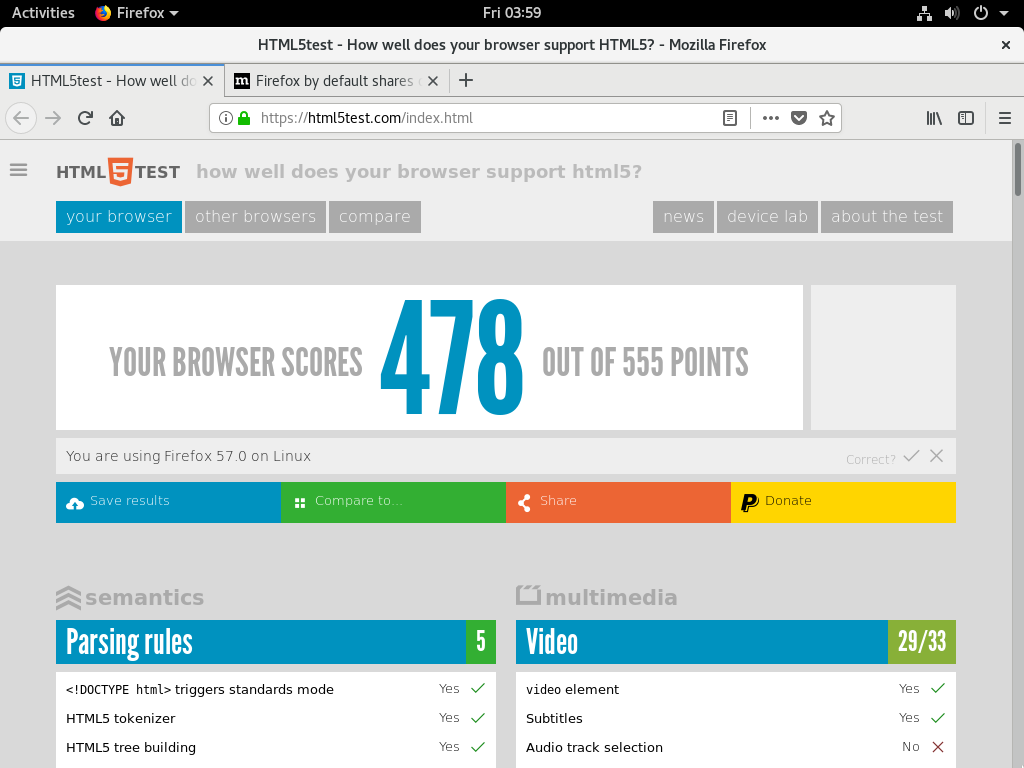 Activities Firefox Fri 03:59
HTML5test - How well does your browser support HTML5? - Mozilla Firefox
HTML5test - How well do Firefox by default shares
https://html5test.com/index.html
HTML 5 TEST how well does your browser support html5?
your browser other browsers compare news device lab about the test
YOUR BROWSER SCORES 478 OUT OF 555 POINTS
You are using Firefox 57.0 on Linux Correct?
Save results Compare to... Share Donate
semantics multimedia
Parsing rules 5 Video 29/33
<!DOCTYPE html> triggers standards mode Yes video element Yes
HTML5 tokenizer Yes Subtitles Yes
HTML5 tree building Yes Audio track selection No